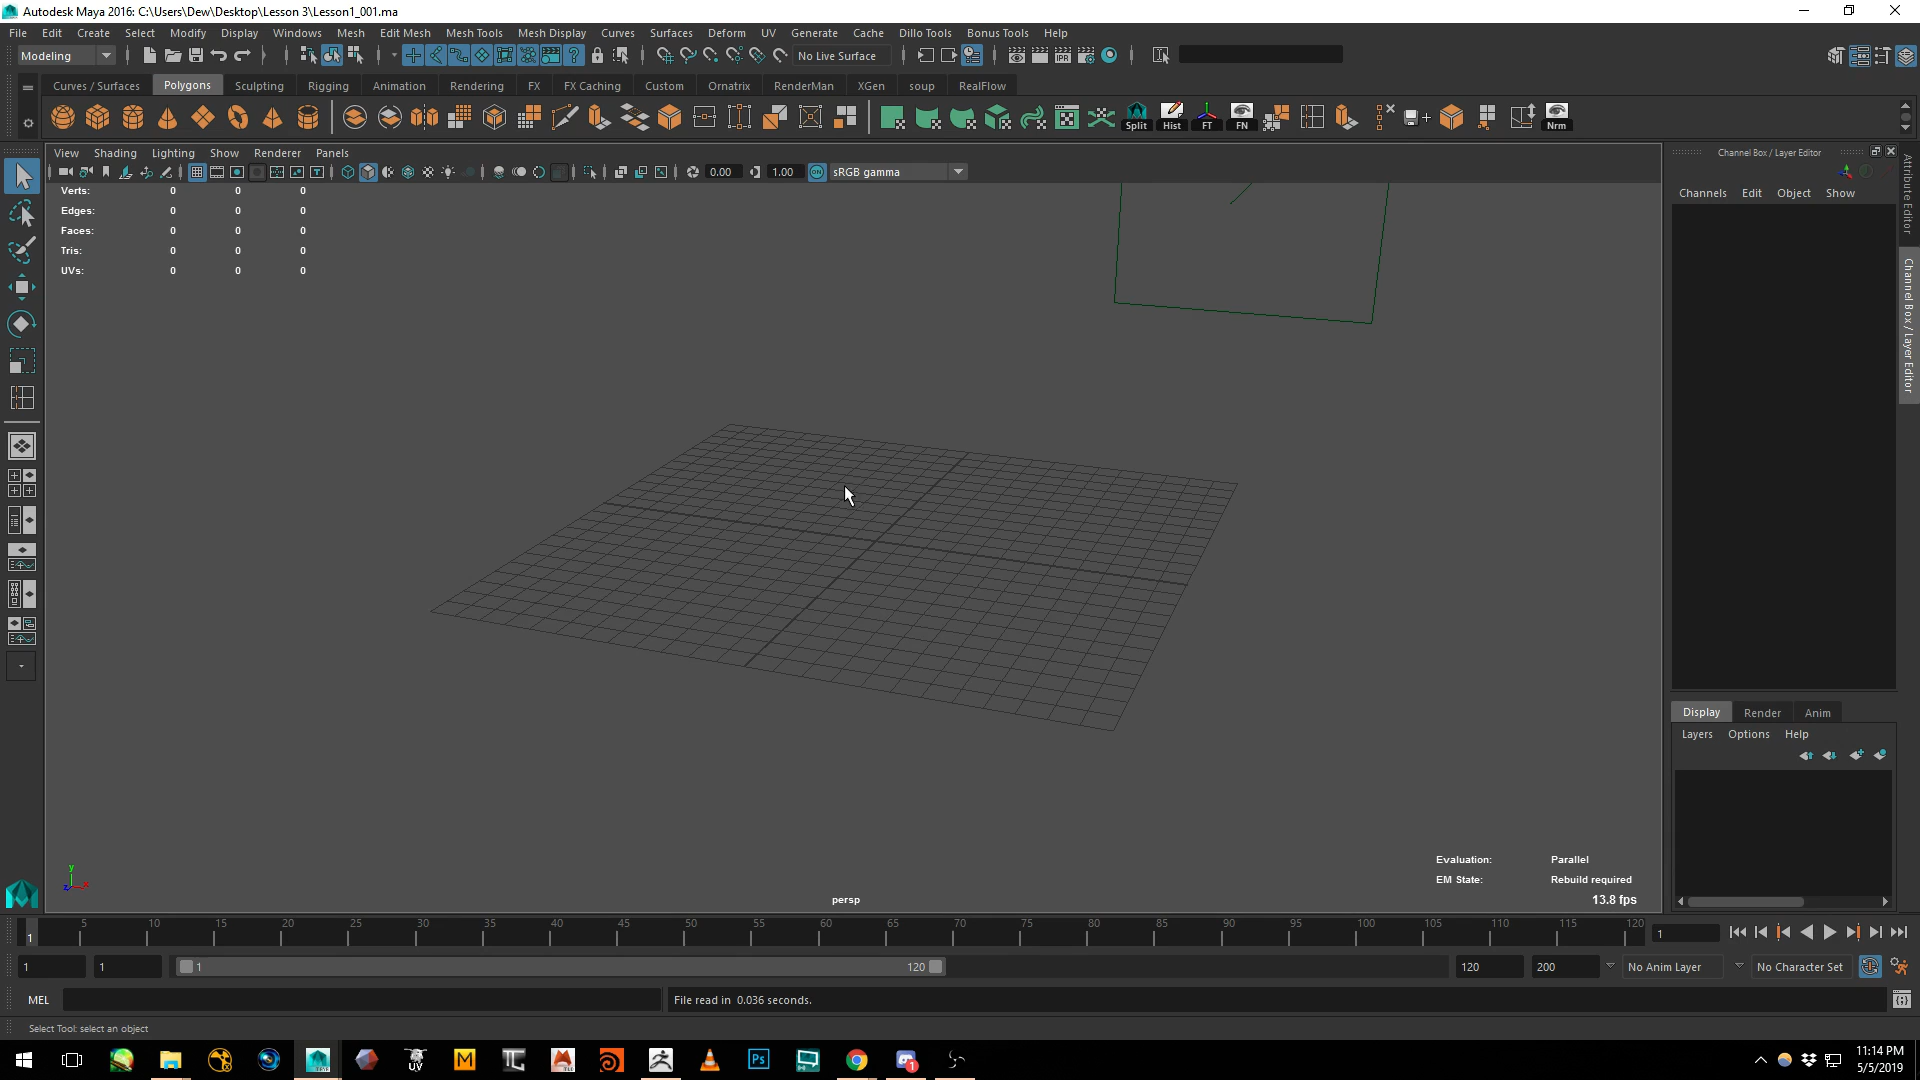 Autodesk Maya 2016: C:\Users\Dew\Desktop\Lesson 3\Lesson1_001.ma
File Edit Create Select Modify Display Windows Mesh Edit Mesh Mesh Tools Mesh Display Curves Surfaces Deform UV Generate Cache Dillo Tools Bonus Tools Help
Modeling No Live Surface IPR
Curves / Surfaces Polygons Sculpting Rigging Animation Rendering FX FX Caching Custom Ornatrix RenderMan XGen soup RealFlow
Split Hist FT FN Nrm
View Shading Lighting Show Renderer Panels
0.00 1.00 ON sRGB gamma
Channel Box / Layer Editor
Channels Edit Object Show
Attribute Editor
Channel Box / Layer Editor
Verts: 0 0 0
Edges: 0 0 0
Faces: 0 0 0
Tris: 0 0 0
UVs: 0 0 0
Display Render Anim
Layers Options Help
Evaluation: Parallel
EM State: Rebuild required
13.8 fps
y
z x
persp
1 5 10 15 20 25 30 35 40 45 50 55 60 65 70 75 80 85 90 95 100 105 110 115 120 1
1 1 1 120 120 200 No Anim Layer No Character Set
MEL File read in 0.036 seconds.
Select Tool: select an object
UV M Ps 1
11:14 PM
5/5/2019